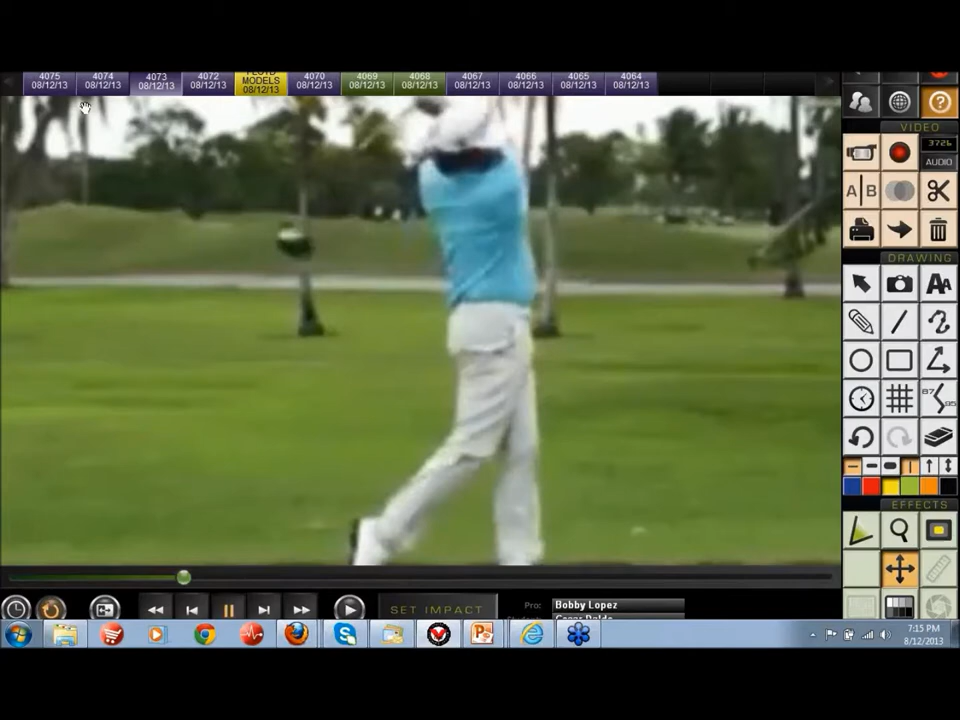 4075 4074 4073 4072 MODELS 4070 4069 4068 4067 4066 4065 4064
08/12/13 08/12/13 08/12/13 08/12/13 08/12/13 08/12/13 08/12/13 08/12/13 08/12/13 08/12/13 08/12/13 08/12/13
VIDEO
3726
AUDIO
A|B
DRAWING
AA
87
95
EFFECTS
SET IMPACT
Pro: Bobby Lopez
7:15 PM
8/12/2013